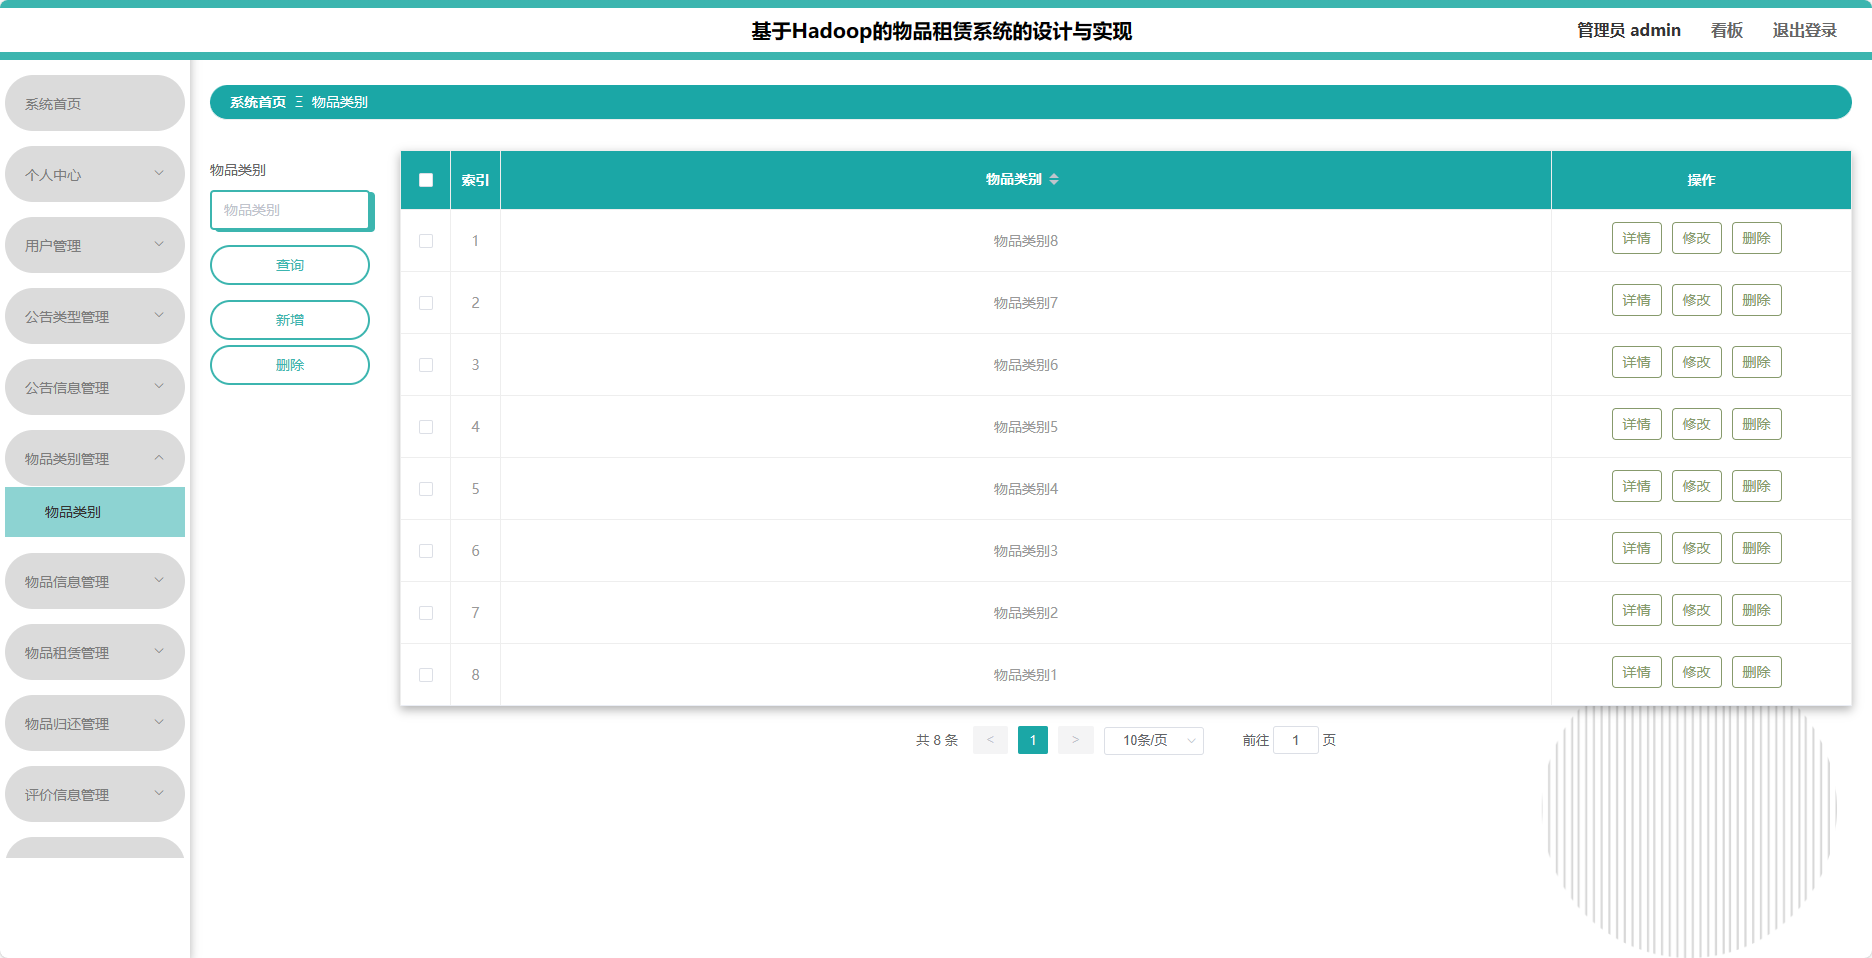 基于Hadoop的物品租赁系统的设计与实现
管理员 admin 看板 退出登录
系统首页
个人中心
用户管理
公告类型管理
公告信息管理
物品类别管理
物品类别
物品信息管理
物品租赁管理
物品归还管理
评价信息管理
系统首页 Ξ 物品类别
物品类别
物品类别
查询
新增
删除
索引 物品类别 操作
1 物品类别8 详情 修改 删除
2 物品类别7 详情 修改 删除
3 物品类别6 详情 修改 删除
4 物品类别5 详情 修改 删除
5 物品类别4 详情 修改 删除
6 物品类别3 详情 修改 删除
7 物品类别2 详情 修改 删除
8 物品类别1 详情 修改 删除
共 8 条 < 1 > 10条/页 前往 1 页